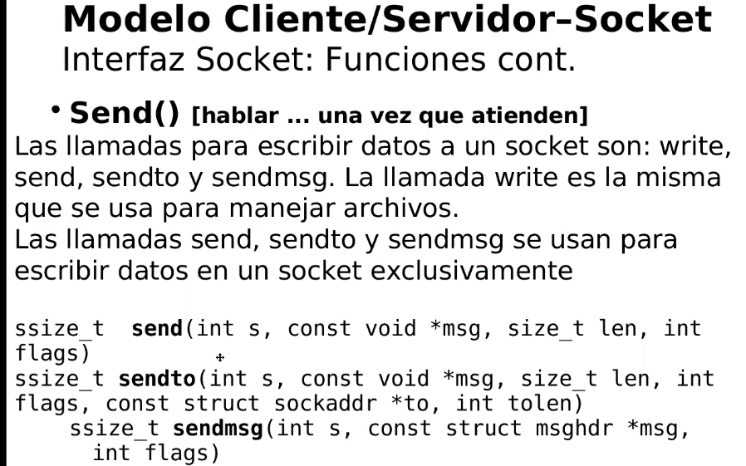 Modelo Cliente/Servidor–Socket
Interfaz Socket: Funciones cont.
• Send() [hablar ... una vez que atienden]
Las llamadas para escribir datos a un socket son: write,
send, sendto y sendmsg. La llamada write es la misma
que se usa para manejar archivos.
Las llamadas send, sendto y sendmsg se usan para
escribir datos en un socket exclusivamente
ssize_t send(int s, const void *msg, size_t len, int
flags)
ssize_t sendto(int s, const void *msg, size_t len, int
flags, const struct sockaddr *to, int tolen)
ssize_t sendmsg(int s, const struct msghdr *msg,
int flags)